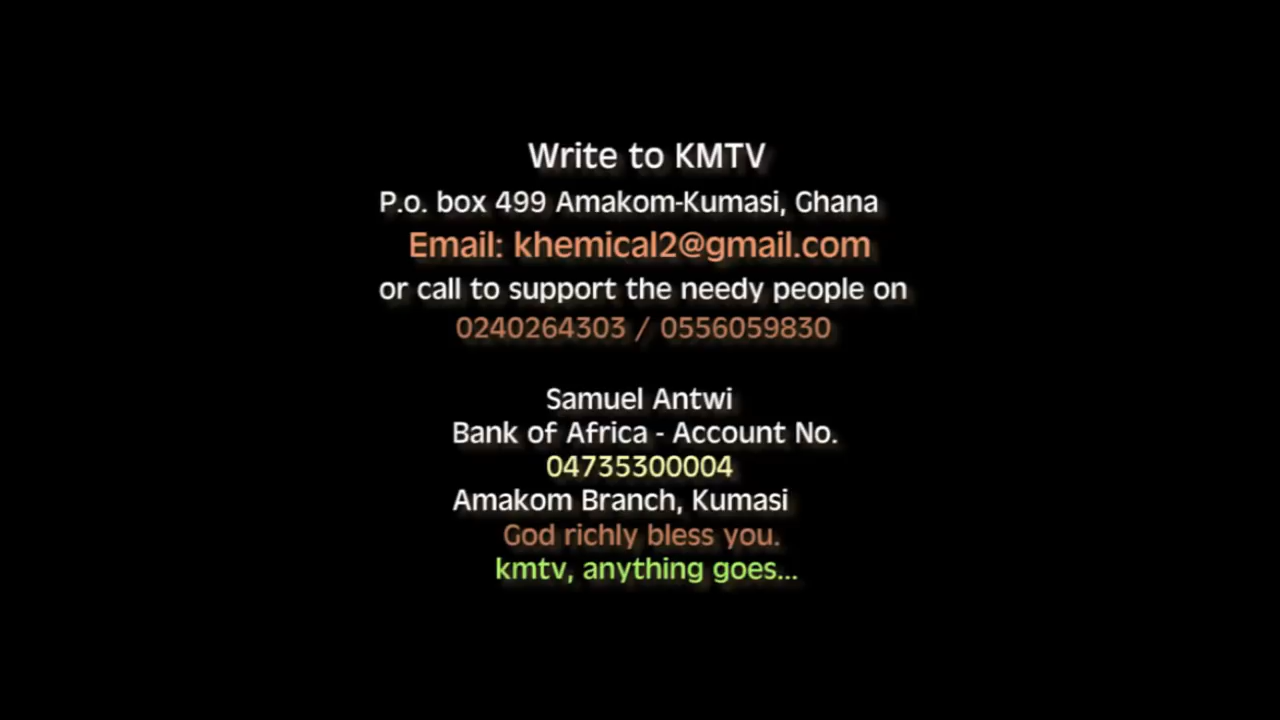 Write to KMTV
P.o. box 499 Amakom-Kumasi, Ghana
Email: khemical2@gmail.com
or call to support the needy people on
0240264303 / 0556059830
Samuel Antwi
Bank of Africa - Account No.
04735300004
Amakom Branch, Kumasi
God richly bless you.
kmtv, anything goes...